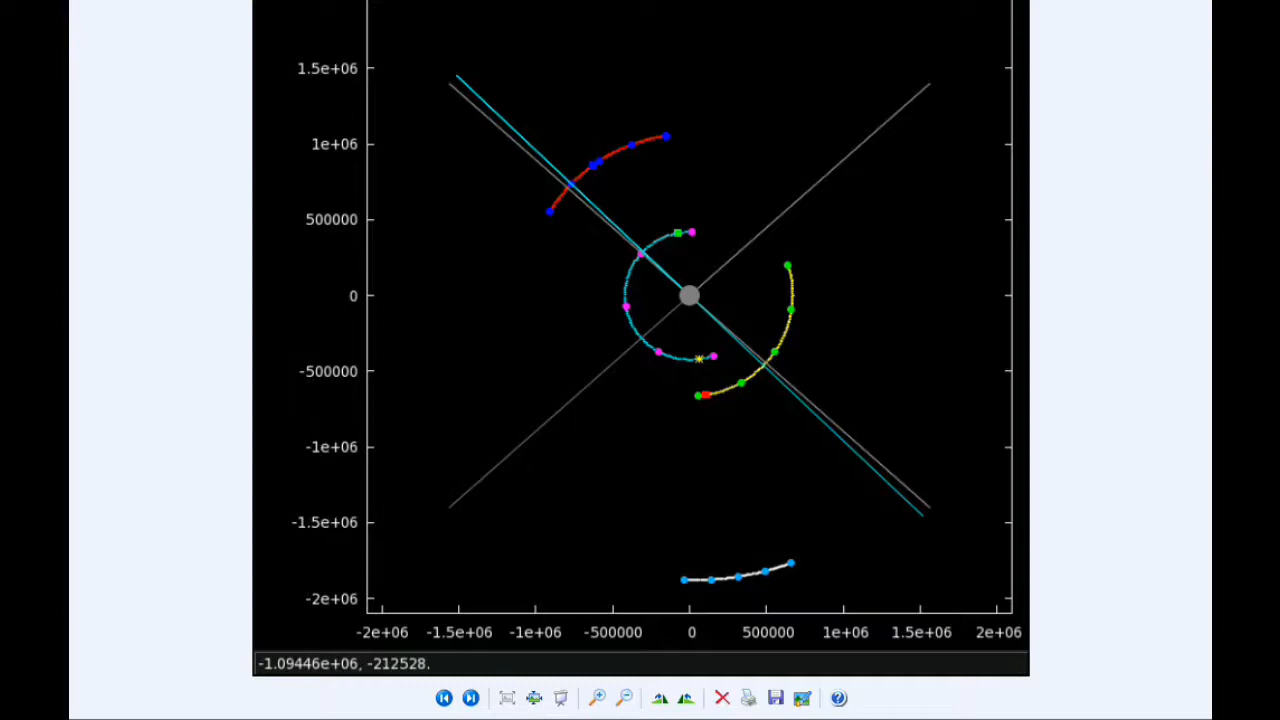 1.5e+06
1e+06
500000
0
-500000
-1e+06
-1.5e+06
-2e+06
-2e+06 -1.5e+06 -1e+06 -500000 0 500000 1e+06 1.5e+06 2e+06
-1.09446e+06, -212528.